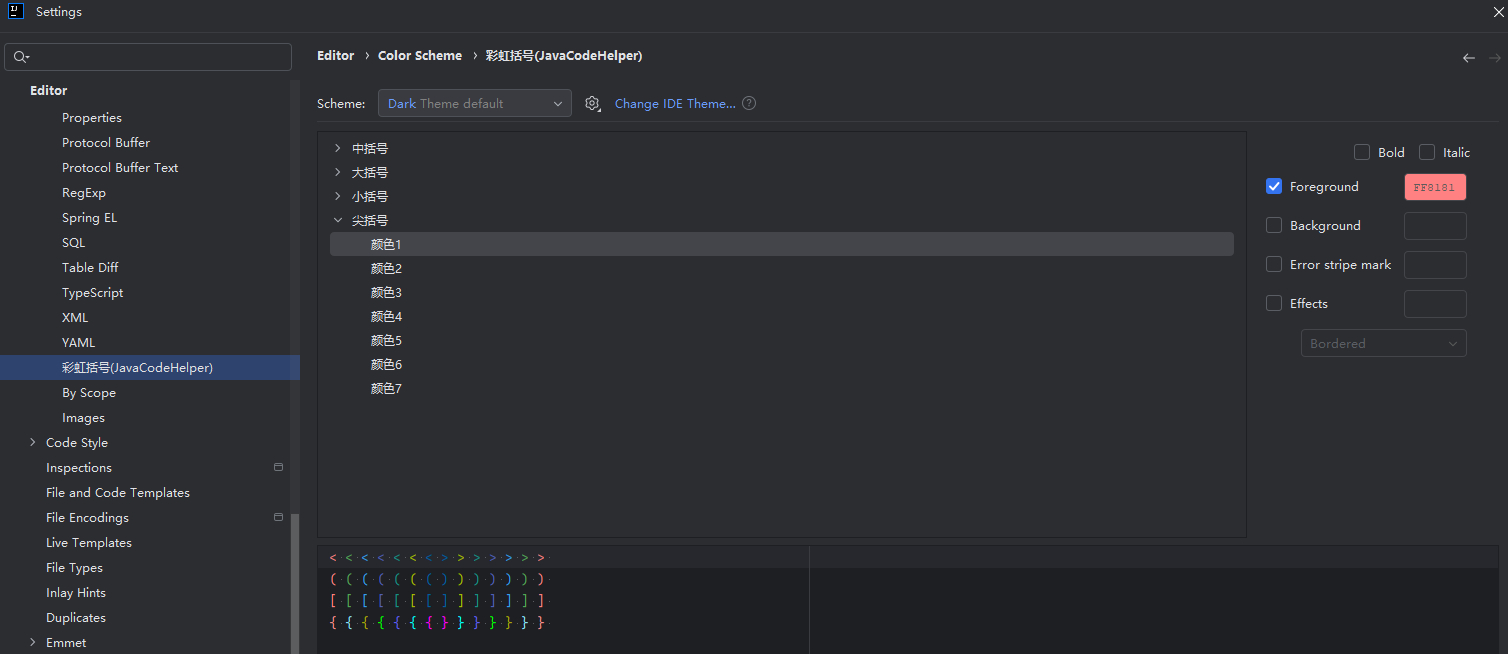 Settings
Editor › Color Scheme › 彩虹括号(JavaCodeHelper)
Editor
Properties
Protocol Buffer
Protocol Buffer Text
RegExp
Spring EL
SQL
Table Diff
TypeScript
XML
YAML
彩虹括号(JavaCodeHelper)
By Scope
Images
Code Style
Inspections
File and Code Templates
File Encodings
Live Templates
File Types
Inlay Hints
Duplicates
Emmet
Scheme: Dark Theme default Change IDE Theme... ?
中括号
大括号
小括号
尖括号
颜色1
颜色2
颜色3
颜色4
颜色5
颜色6
颜色7
Bold Italic
Foreground FF8181
Background
Error stripe mark
Effects
Bordered
< < < < < < < > > > > > > >
( ( ( ( ( ( ( ) ) ) ) ) ) )
[ [ [ [ [ [ [ ] ] ] ] ] ] ]
{ { { { { { { } } } } } } }